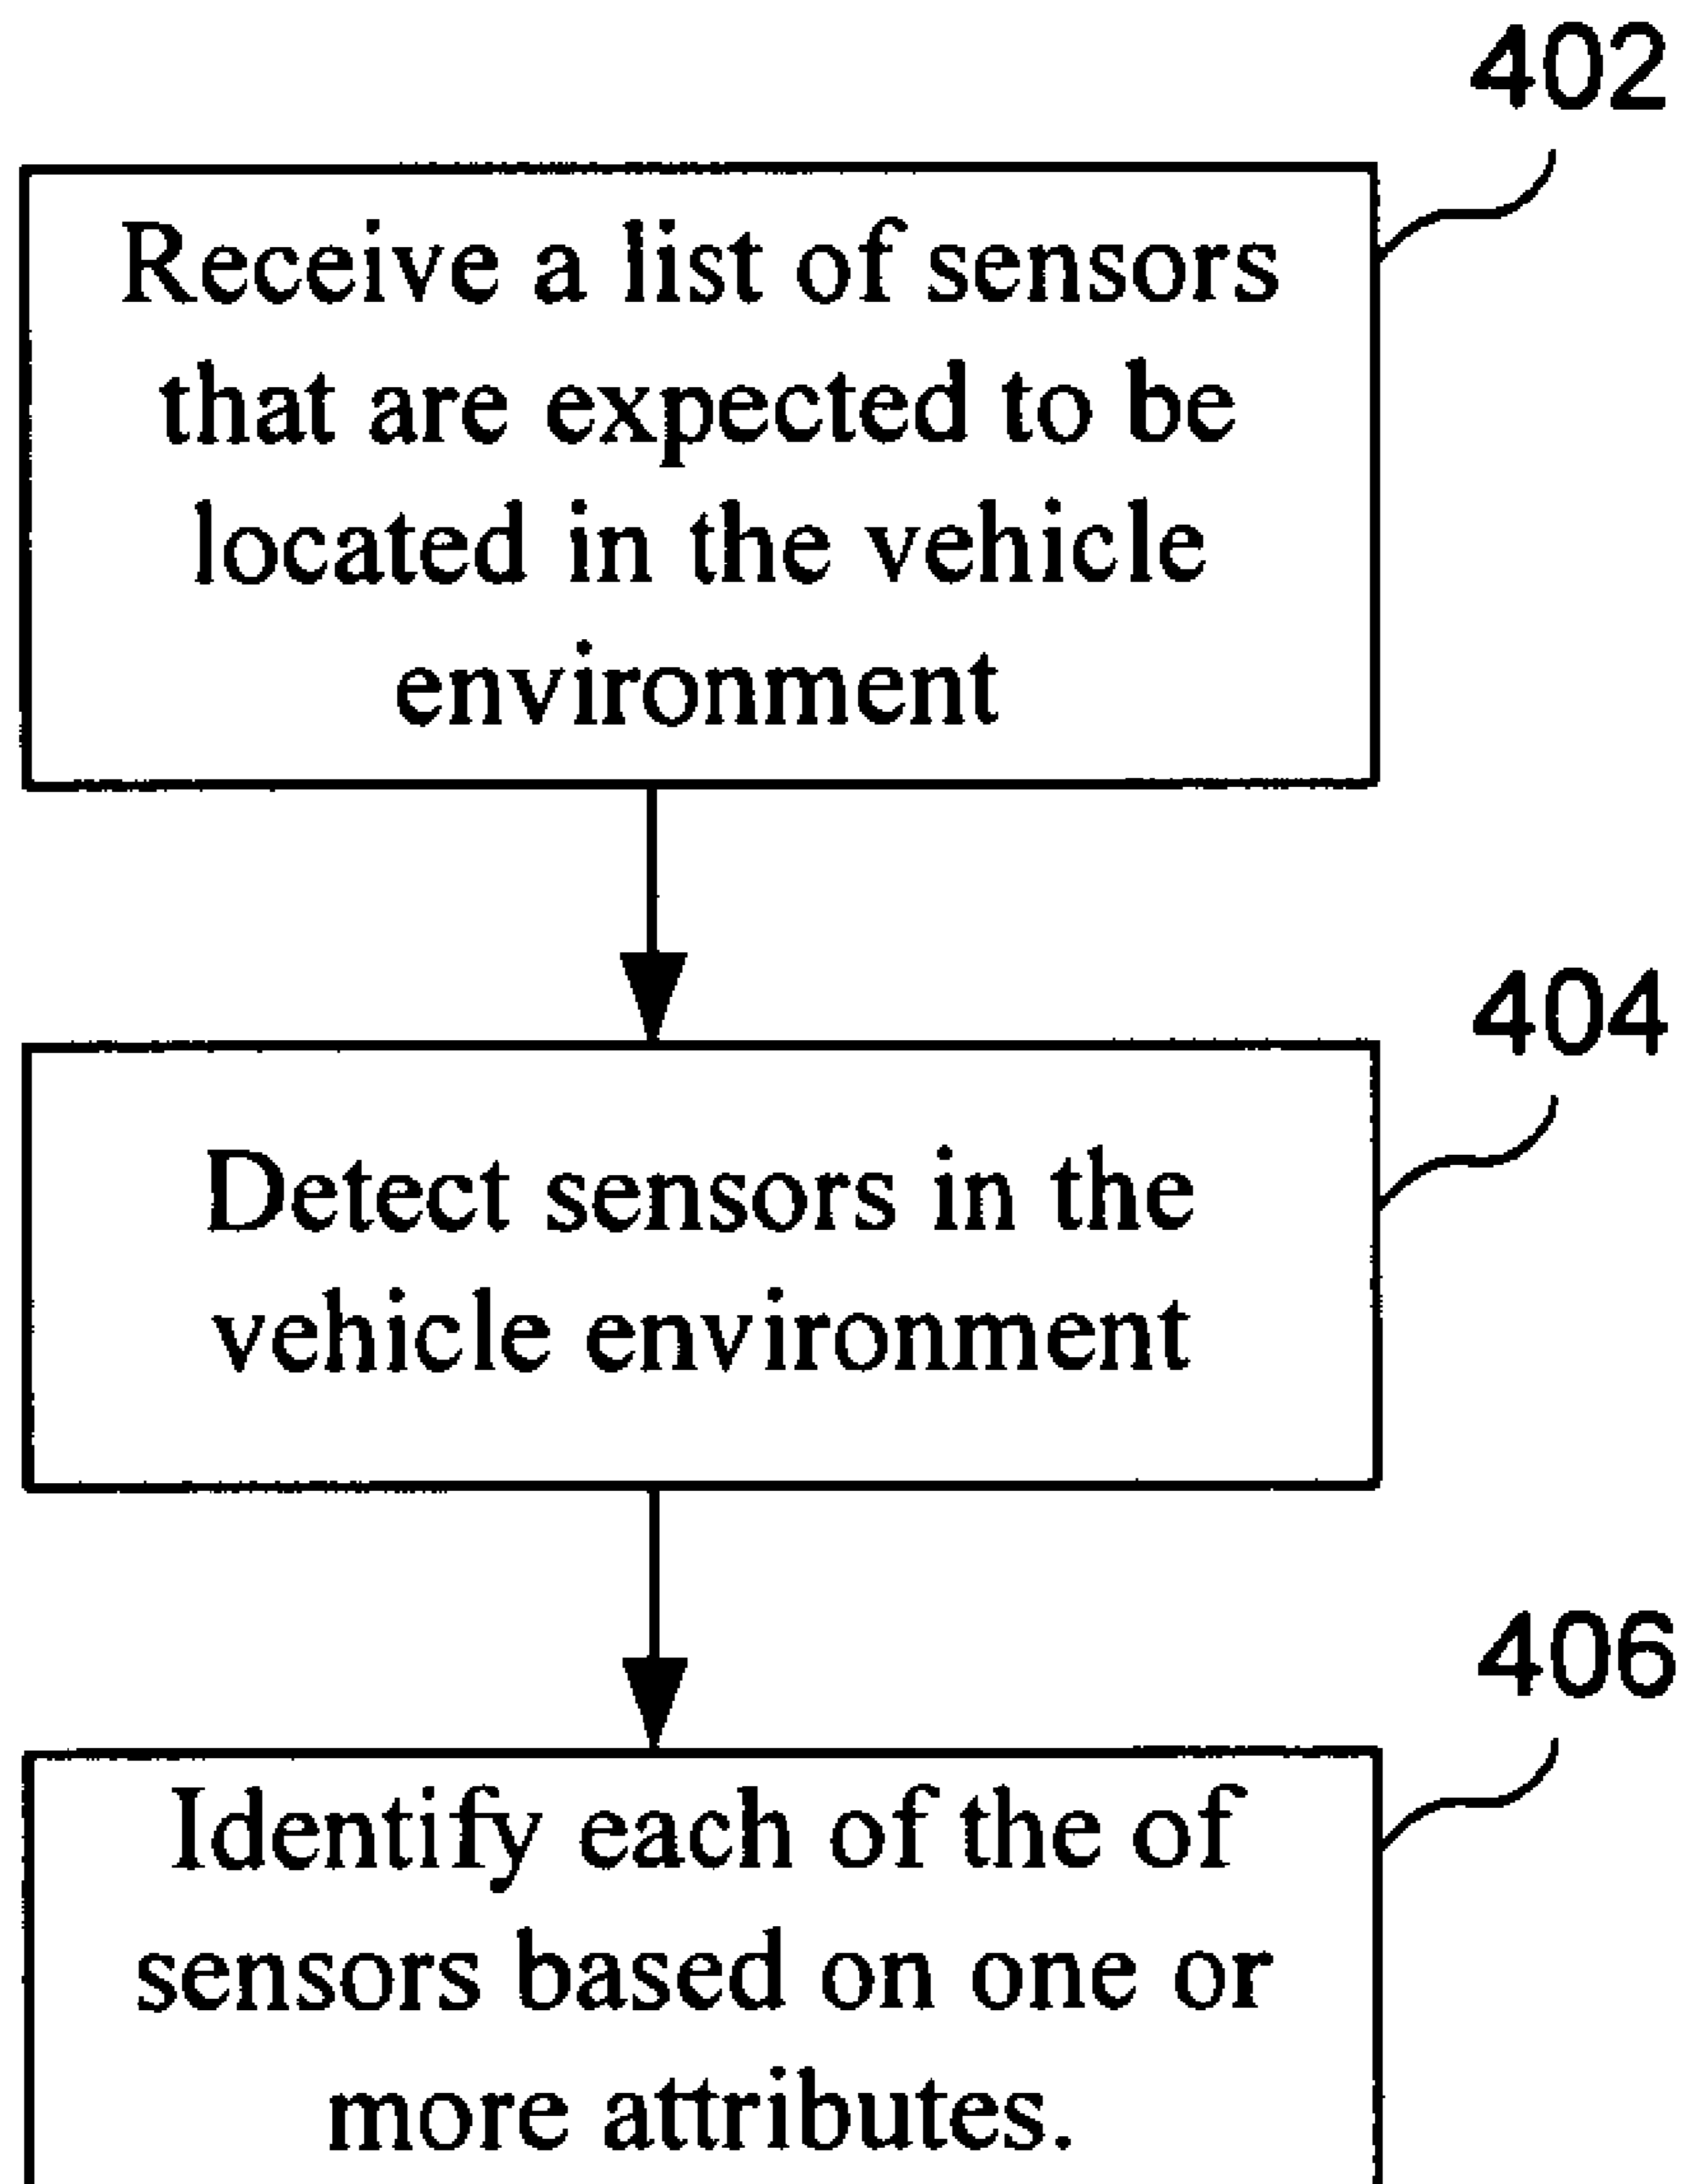 402
Receive a list of sensors
that are expected to be
located in the vehicle
environment
404
Detect sensors in the
vehicle environment
406
Identify each of the of
sensors based on one or
more attributes.